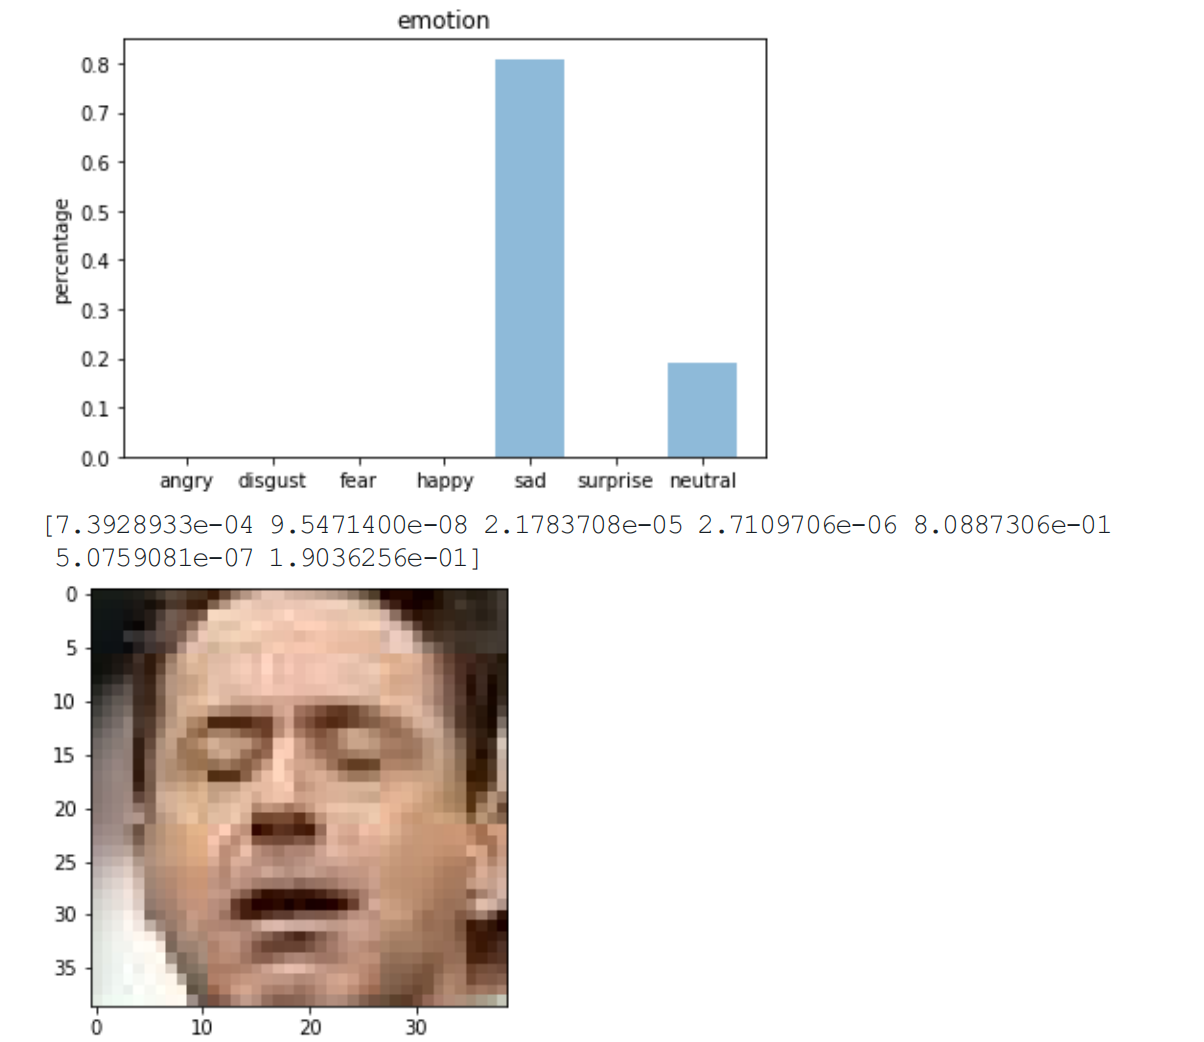 emotion
0.8
0.7
0.6
0.5
0.4
0.3
0.2
0.1
0.0
percentage
angry disgust fear happy sad surprise neutral
[7.3928933e-04 9.5471400e-08 2.1783708e-05 2.7109706e-06 8.0887306e-01
5.0759081e-07 1.9036256e-01]
0
5
10
15
20
25
30
35
0 10 20 30